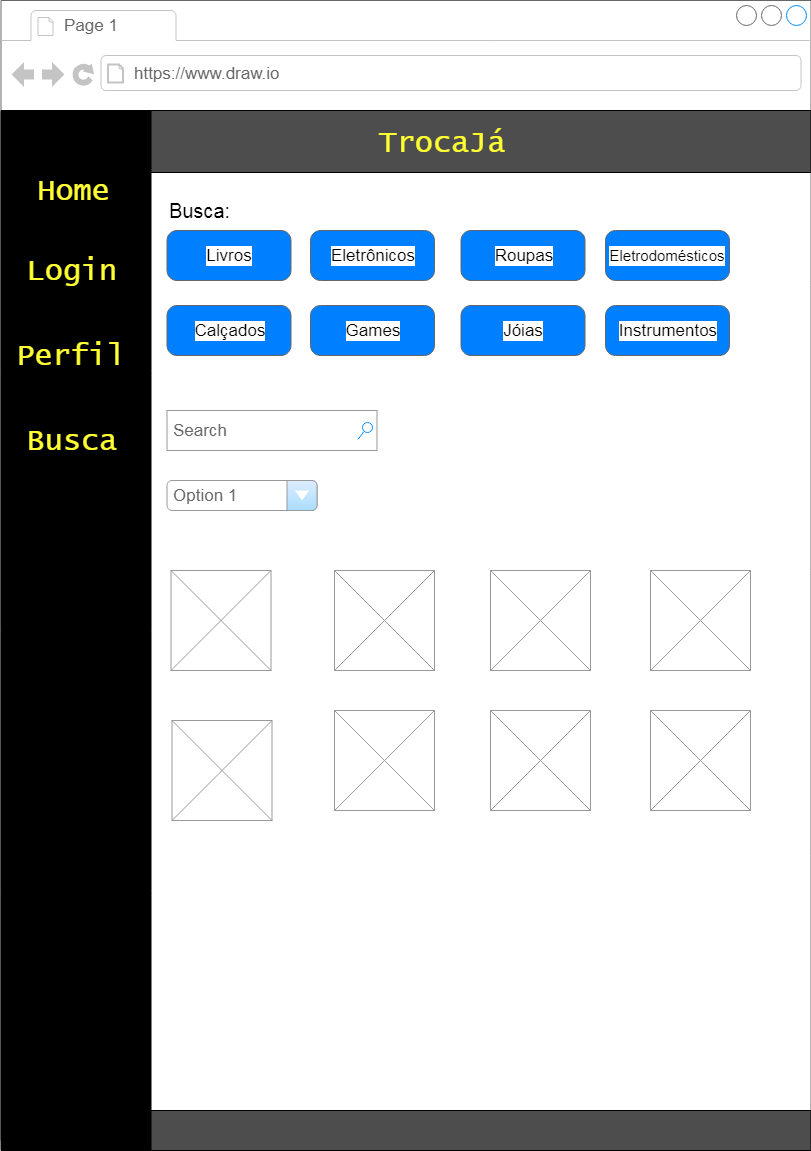 Page 1
https://www.draw.io
TrocaJá
Home
Login
Perfil
Busca
Busca:
Livros
Eletrônicos
Roupas
Eletrodomésticos
Calçados
Games
Jóias
Instrumentos
Search
Option 1